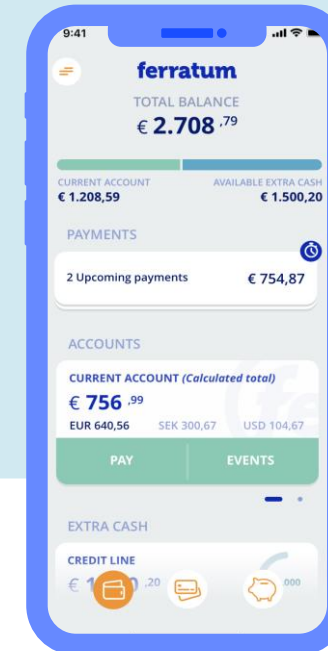 9:41
ferratum
TOTAL BALANCE
€ 2.708 ,79
CURRENT ACCOUNT AVAILABLE EXTRA CASH
€ 1.208,59 € 1.500,20
PAYMENTS
2 Upcoming payments € 754,87
ACCOUNTS
CURRENT ACCOUNT (Calculated total)
€ 756 ,99
EUR 640,56 SEK 300,67 USD 104,67
PAY EVENTS
EXTRA CASH
CREDIT LINE
€ ,20